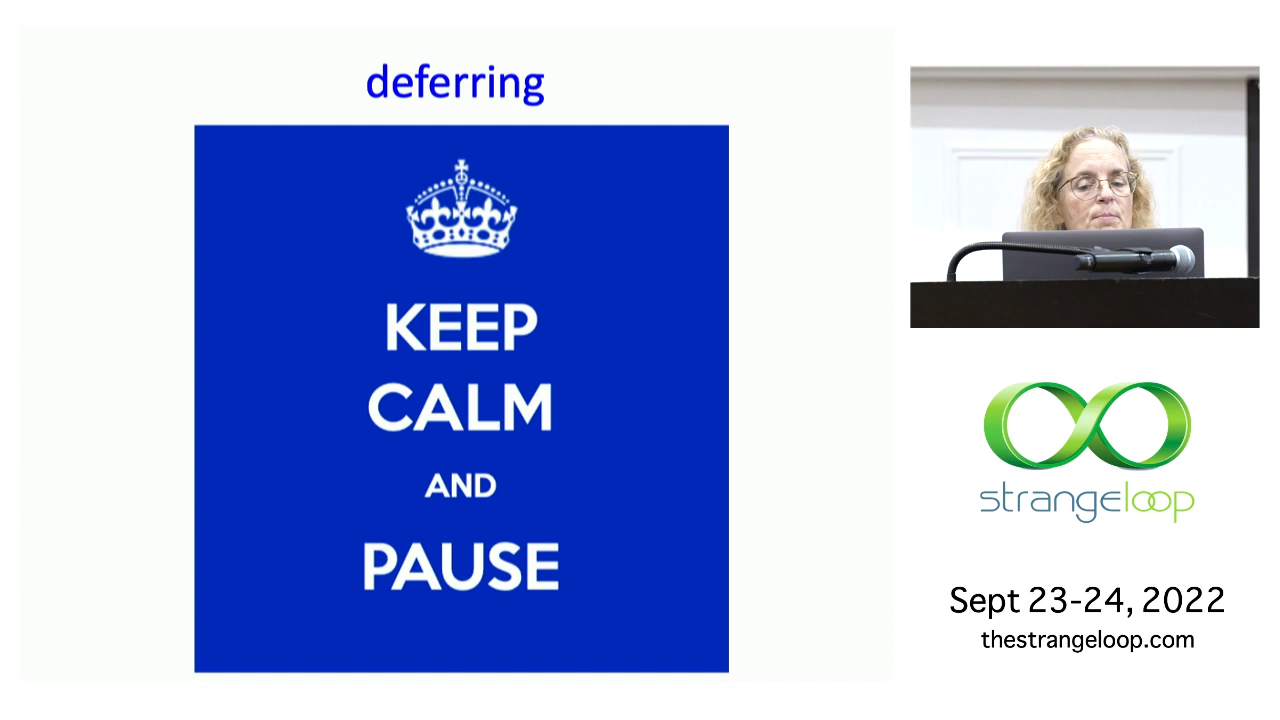 deferring
KEEP
CALM
AND
PAUSE
strangeloop
Sept 23-24, 2022
thestrangeloop.com